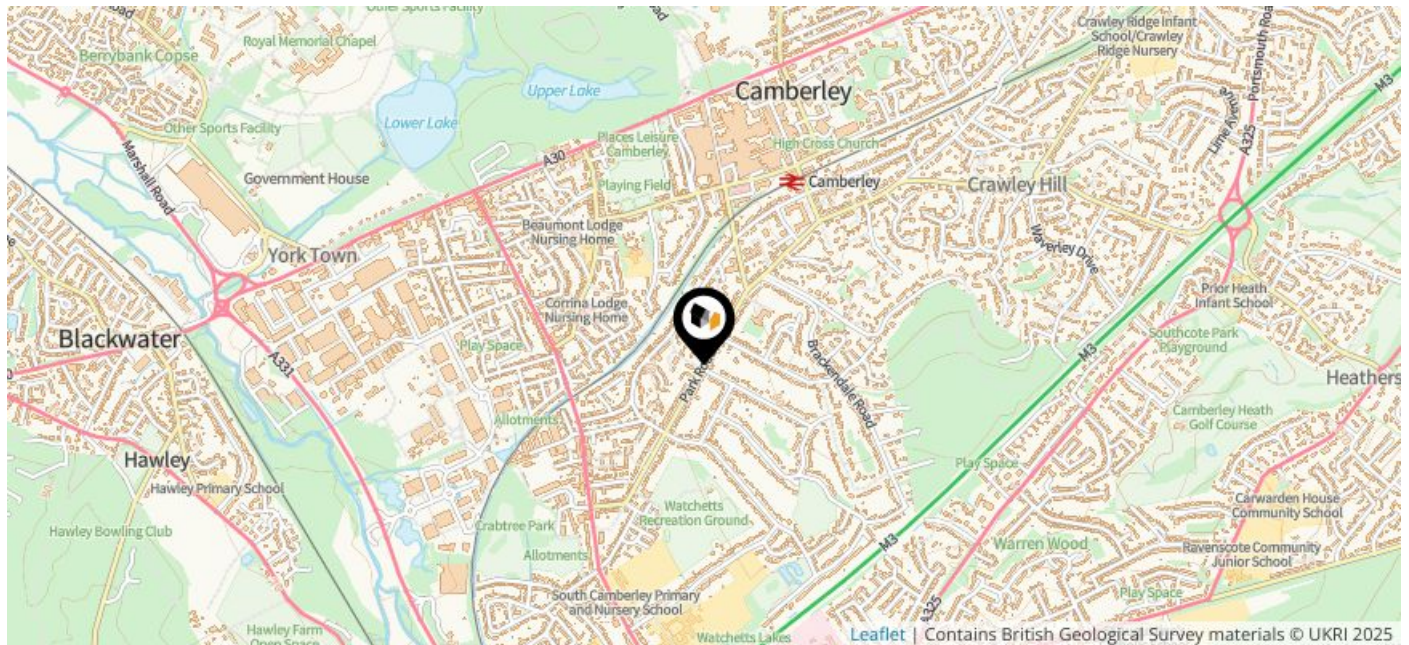 Other Sports Facility
Crawley Ridge Infant
School/Crawley
Ridge Nursery
Berrybank Copse
Royal Memorial Chapel
Portsmouth Road
M3
Upper Lake
Camberley
Lower Lake
Lime Avenue
Other Sports Facility
Places Leisure
Camberley
High Cross Church
A325
Marshall Road
A30
Government House
Playing Field
Camberley
Crawley Hill
Beaumont Lodge
Nursing Home
York Town
Waverley Drive
Prior Heath
Infant School
Corrina Lodge
Nursing Home
Blackwater
Play Space
Southcote Park
Playground
A331
M3
Park
Brackendale Road
Heathers
Allotments
Camberley Heath
Golf Course
Hawley
Hawley Primary School
Play Space
Carwarden House
Community School
Watchetts
Recreation Ground
Hawley Bowling Club
Crabtree Park
M3
Warren Wood
Ravenscote Community
Junior School
Allotments
South Camberley Primary
and Nursery School
Play Space
A325
Hawley Farm
Open Space
Watchetts Lakes
Leaflet | Contains British Geological Survey materials © UKRI 2025